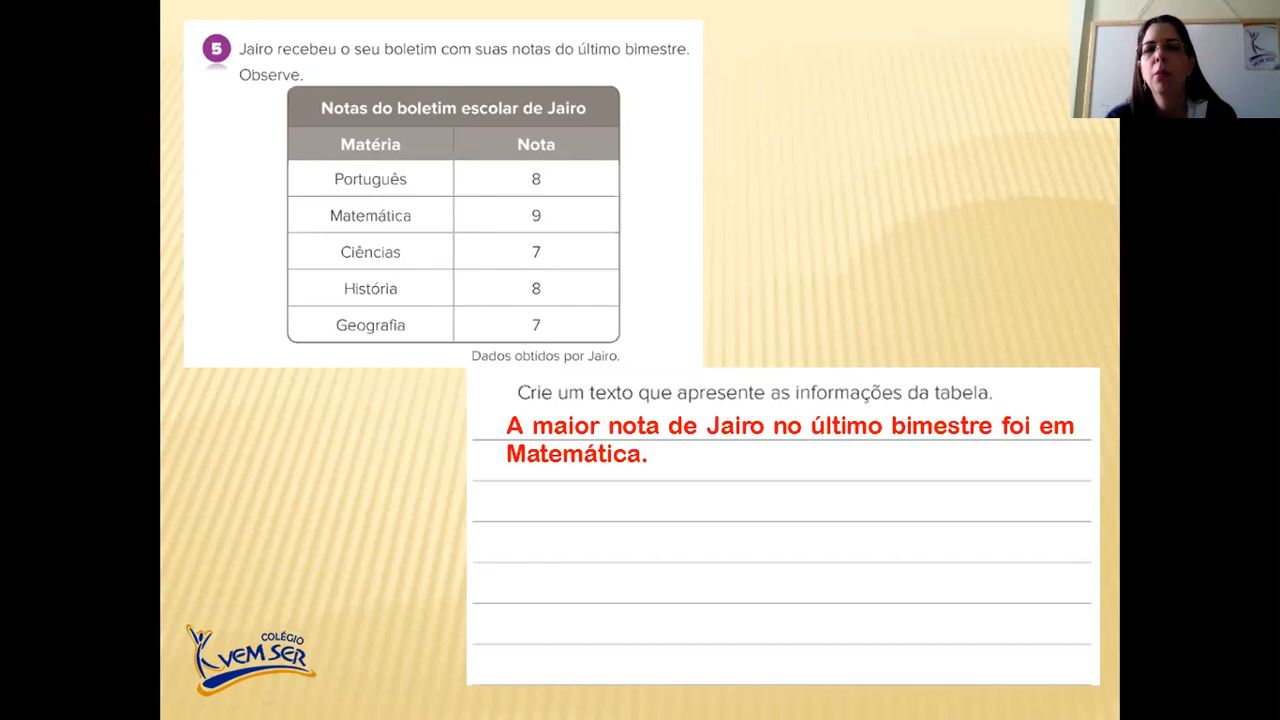 5 Jairo recebeu o seu boletim com suas notas do último bimestre.
Observe.
Notas do boletim escolar de Jairo
Matéria Nota
Português 8
Matemática 9
Ciências 7
História 8
Geografia 7
Dados obtidos por Jairo.
Crie um texto que apresente as informações da tabela.
A maior nota de Jairo no último bimestre foi em
Matemática.
COLÉGIO
VEM SER
VEM SER